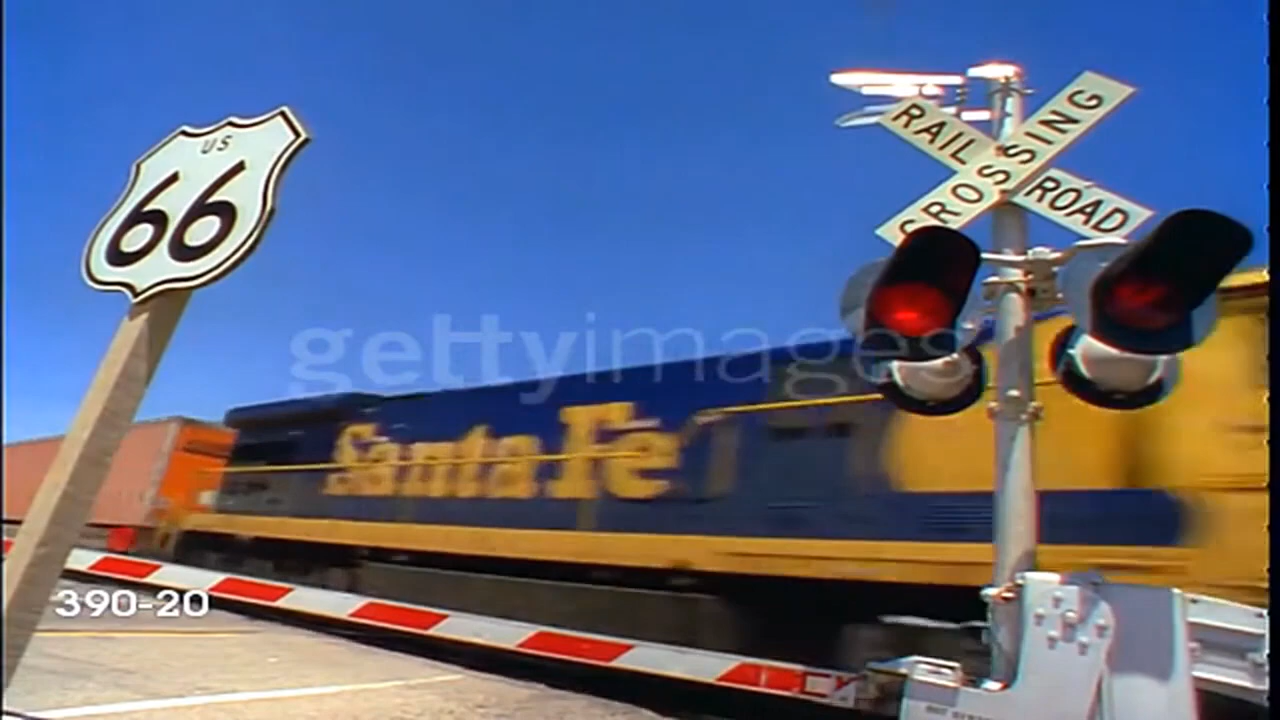 US
66
RAIL ROAD
CROSSING
gettyimages
Santa Fe
390-20